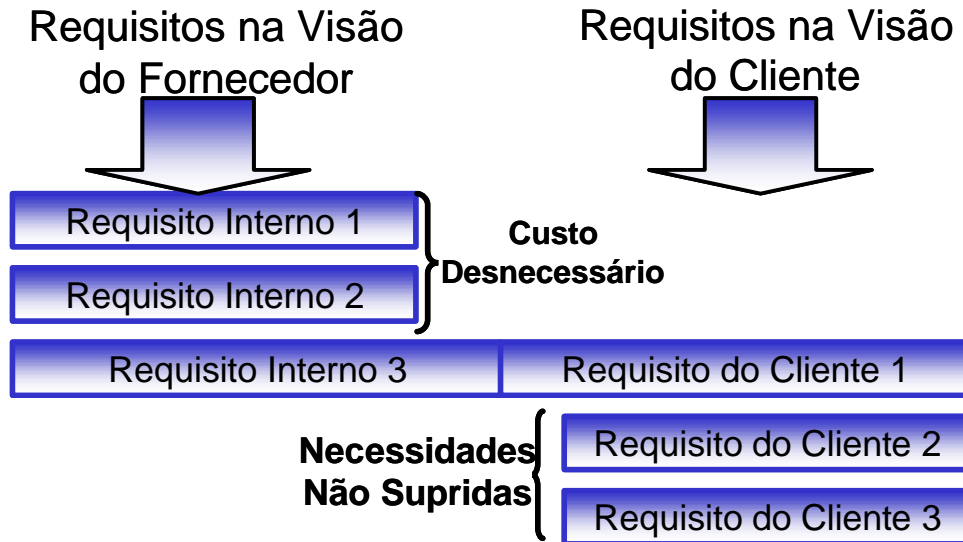 Requisitos na Visão
do Fornecedor
Requisitos na Visão
do Cliente
Requisito Interno 1
Custo
Desnecessário
Requisito Interno 2
Requisito Interno 3
Requisito do Cliente 1
Necessidades
Não Supridas
Requisito do Cliente 2
Requisito do Cliente 3